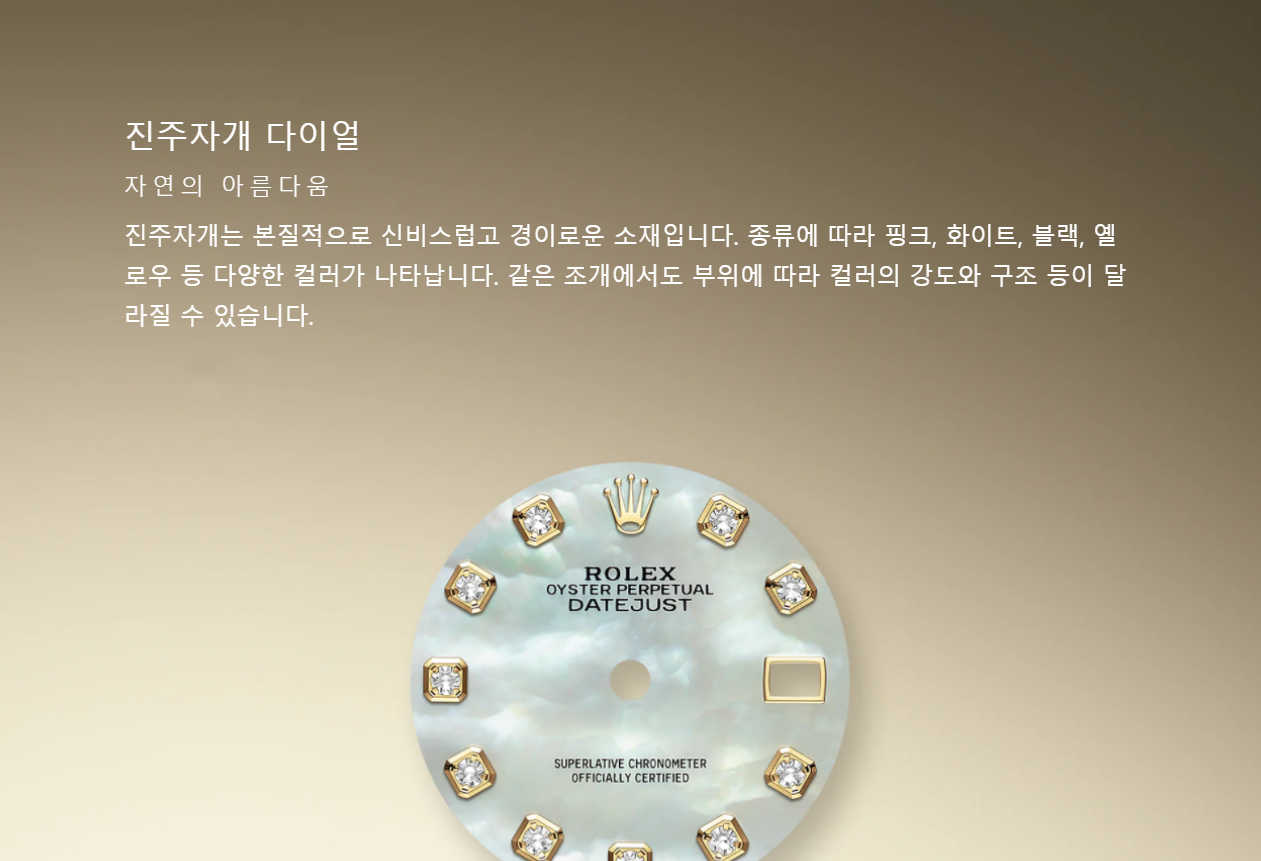 진주자개 다이얼
자연의 아름다움
진주자개는 본질적으로 신비스럽고 경이로운 소재입니다. 종류에 따라 핑크, 화이트, 블랙, 옐
로우 등 다양한 컬러가 나타납니다. 같은 조개에서도 부위에 따라 컬러의 강도와 구조 등이 달
라질 수 있습니다.
ROLEX
OYSTER PERPETUAL
DATEJUST
SUPERLATIVE CHRONOMETER
OFFICIALLY CERTIFIED